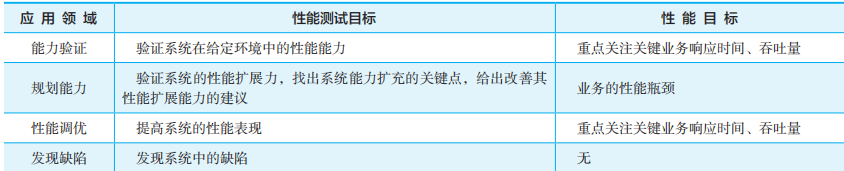 应用领域 性能测试目标 性能目标
能力验证 验证系统在给定环境中的性能能力 重点关注关键业务响应时间、吞吐量
规划能力 验证系统的性能扩展力，找出系统能力扩充的关键点，给出改善其 业务的性能瓶颈
性能扩展能力的建议
性能调优 提高系统的性能表现 重点关注关键业务响应时间、吞吐量
发现缺陷 发现系统中的缺陷 无